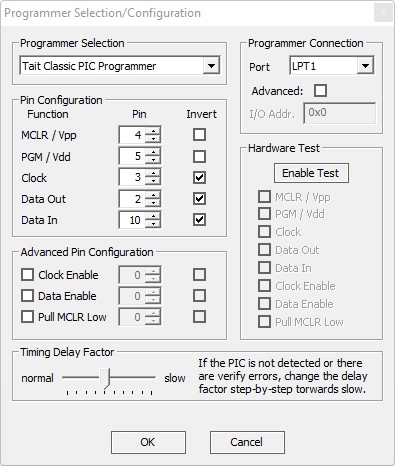 Programmer Selection/Configuration
Programmer Selection
Tait Classic PIC Programmer
Programmer Connection
Port LPT1
Advanced:
I/O Addr. 0x0
Pin Configuration
Function Pin Invert
MCLR / Vpp 4
PGM / Vdd 5
Clock 3
Data Out 2
Data In 10
Hardware Test
Enable Test
MCLR / Vpp
PGM / Vdd
Clock
Data Out
Data In
Clock Enable
Data Enable
Pull MCLR Low
Advanced Pin Configuration
Clock Enable 0
Data Enable 0
Pull MCLR Low 0
Timing Delay Factor
normal slow
If the PIC is not detected or there
are verify errors, change the delay
factor step-by-step torwards slow.
OK Cancel